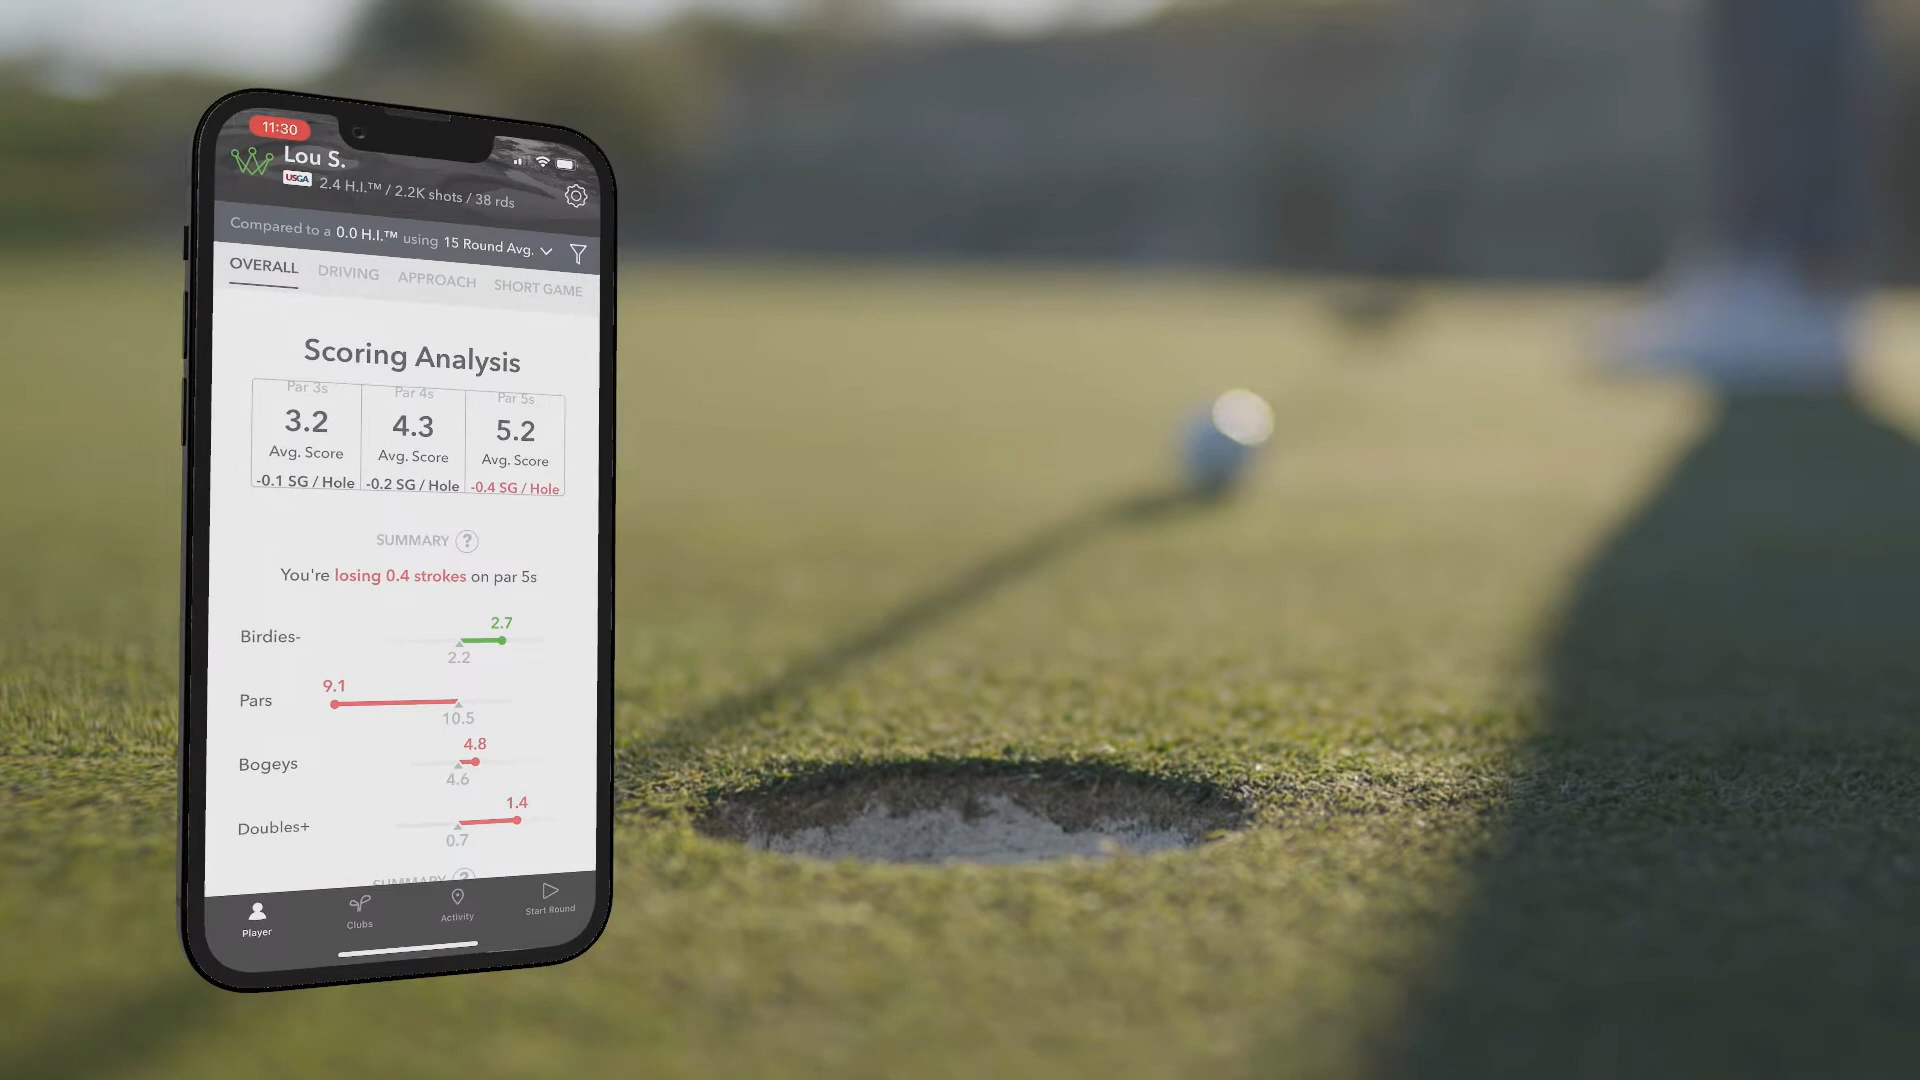 11:30
Lou S.
USGA 2.4 H.I.™ / 2.2K shots / 38 rds
Compared to a 0.0 H.I.™ using 15 Round Avg.
OVERALL DRIVING APPROACH SHORT GAME
Scoring Analysis
Par 3s Par 4s Par 5s
3.2 4.3 5.2
Avg. Score Avg. Score Avg. Score
-0.1 SG / Hole -0.2 SG / Hole -0.4 SG / Hole
SUMMARY ?
You're losing 0.4 strokes on par 5s
2.7
Birdies-
2.2
9.1
Pars
10.5
4.8
Bogeys
4.6
1.4
Doubles+
0.7
SUMMARY ?
Player Clubs Activity Start Round